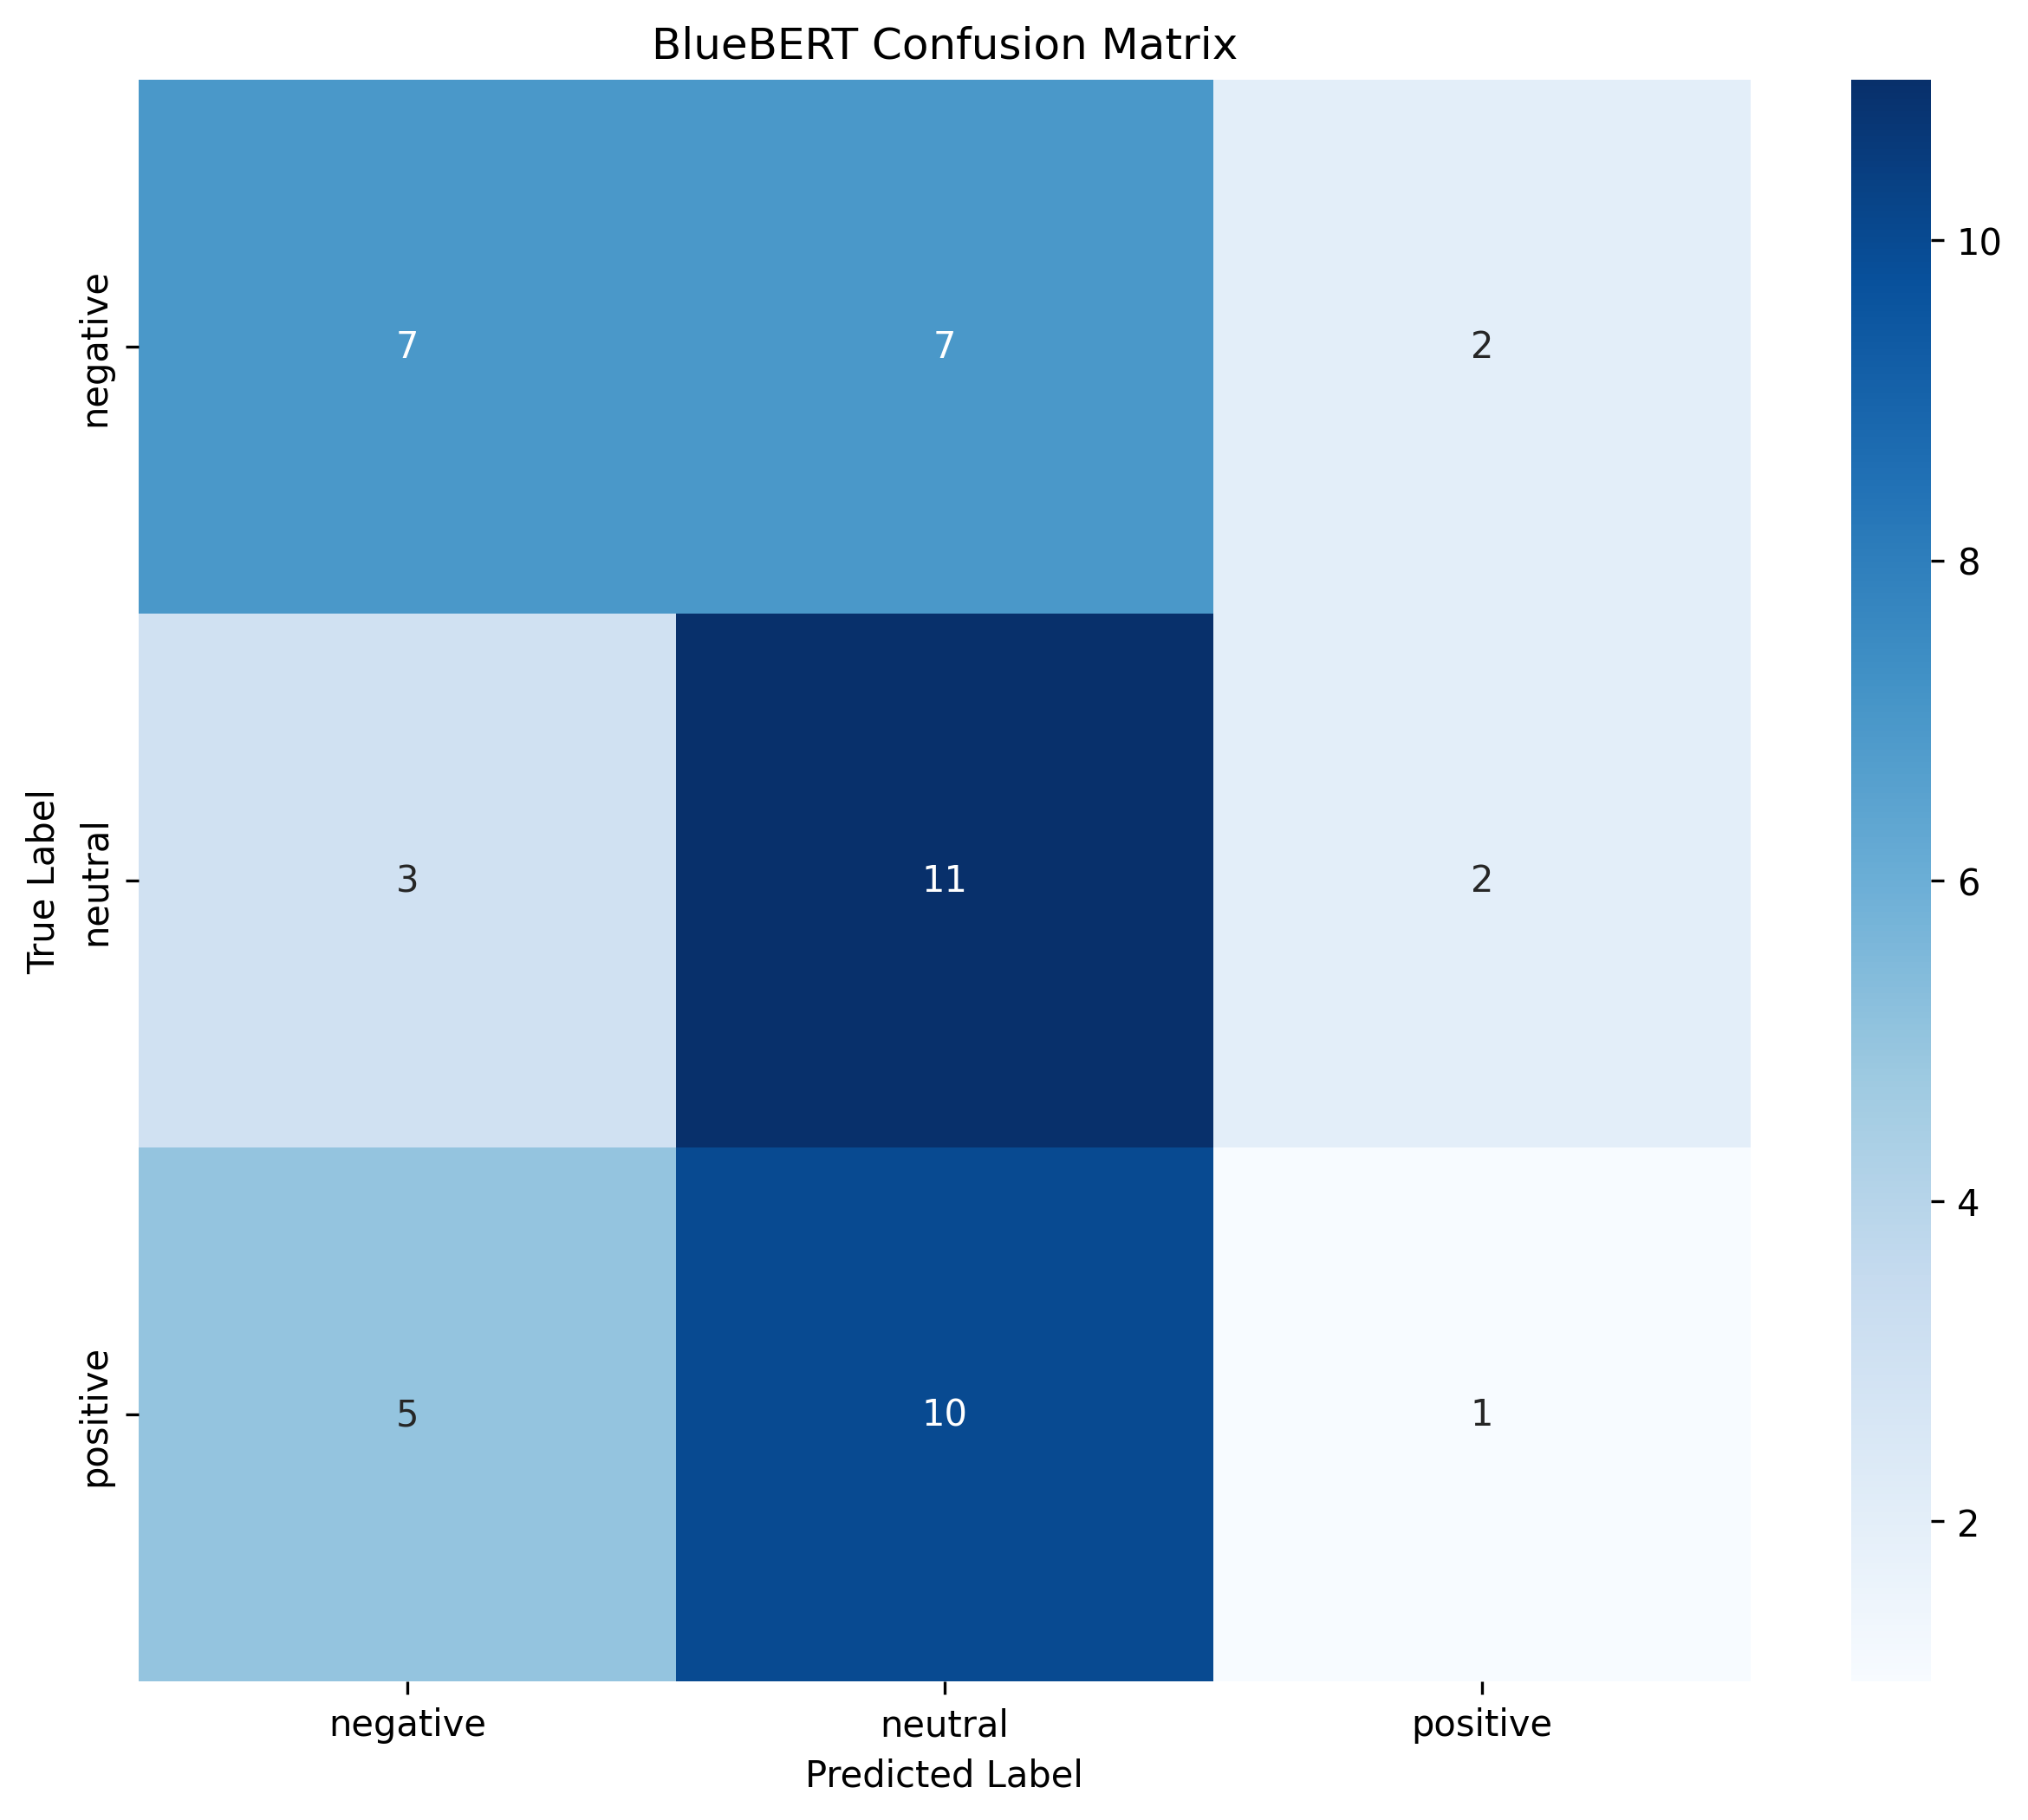 BlueBERT Confusion Matrix
True Label
negative
7 7 2
neutral
3 11 2
positive
5 10 1
negative neutral positive
Predicted Label
10
8
6
4
2